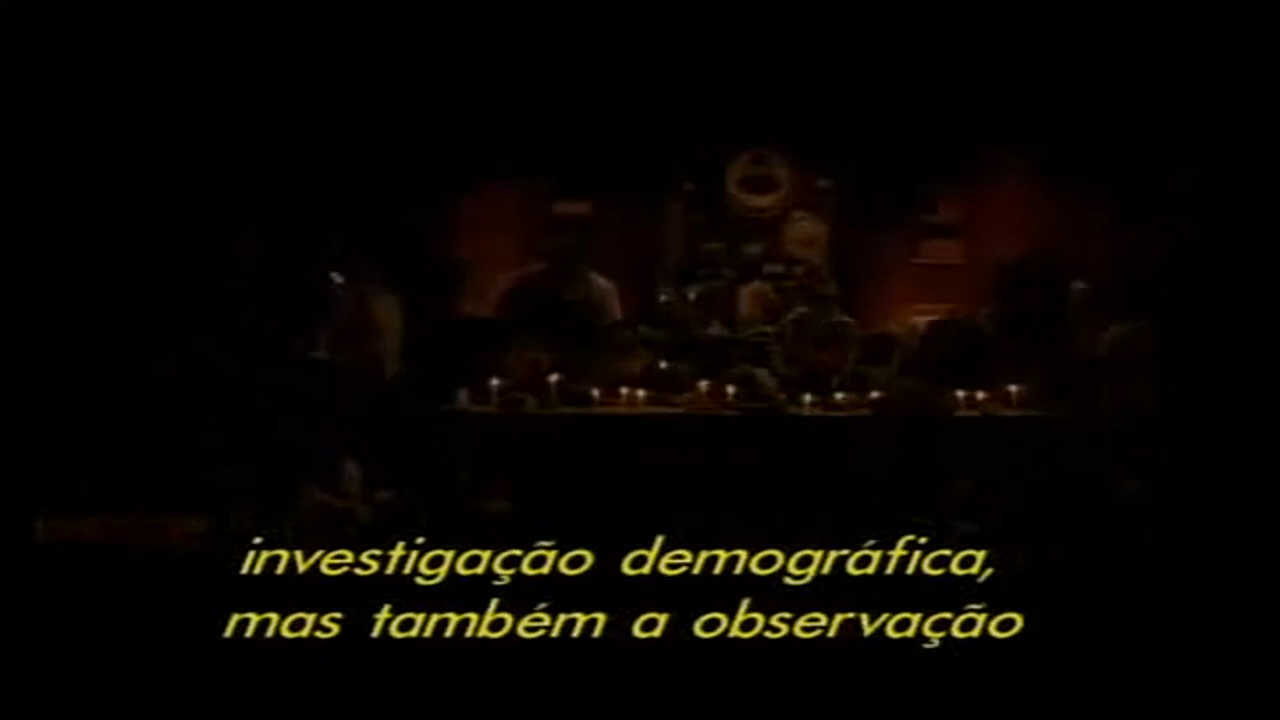 investigação demográfica,
mas também a observação